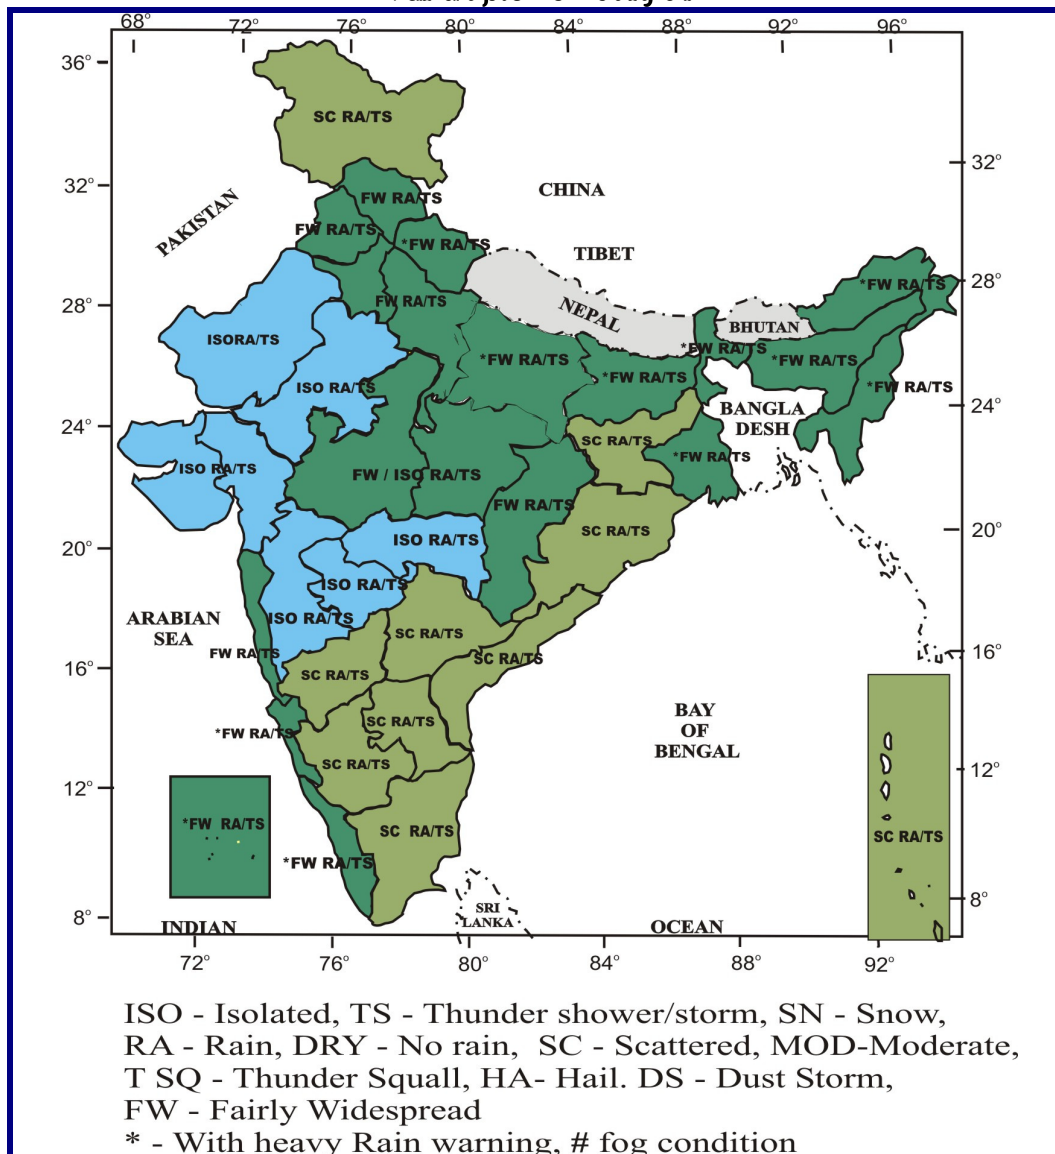 68° 72° 76° 80° 84° 88° 92° 96°
36°
SC RA/TS
32°
32°
CHINA
FW RA/TS
PAKISTAN
FW RA/TS
*FW RA/TS
TIBET
28°
*FW RA/TS
28°
FW RA/TS
NEPAL
BHUTAN
ISORA/TS
*FW RA/TS
*FW RA/TS
*FW RA/TS
*FW RA/TS
ISO RA/TS
*FW RA/TS
24°
24°
BANGLA
DESH
SC RA/TS
*FW RA/TS
ISO RA/TS
FW / ISO RA/TS
FW RA/TS
SC RA/TS
20°
20°
ISO RA/TS
ISO RA/TS
ARABIAN
SEA
ISO RA/TS
SC RA/TS
FW RA/TS
SC RA/TS
16°
16°
SC RA/TS
BAY
OF
BENGAL
SC RA/TS
*FW RA/TS
SC RA/TS
12°
12°
*FW RA/TS
SC RA/TS
SC RA/TS
*FW RA/TS
8°
8°
SRI
LANKA
INDIAN
OCEAN
72° 76° 80° 84° 88° 92°
ISO - Isolated, TS - Thunder shower/storm, SN - Snow,
RA - Rain, DRY - No rain, SC - Scattered, MOD-Moderate,
T SQ - Thunder Squall, HA- Hail. DS - Dust Storm,
FW - Fairly Widespread
* - With heavy Rain warning, # fog condition